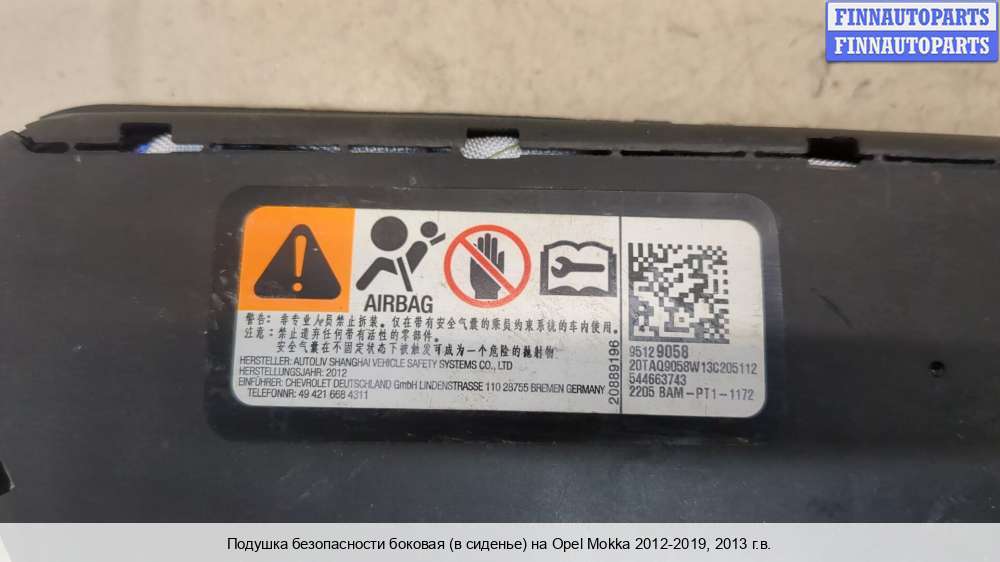 FINNAUTOPARTS
FINNAUTOPARTS
AIRBAG
警告: 非专业人员禁止拆装。仅在带有安全气囊的乘员约束系统的车内使用。
注意: 禁止遗弃任何带有活性的零部件。
安全气囊在不固定状态下被触发可成为一个危险的抛射物
HERSTELLER: AUTOLIV SHANGHAI VEHICLE SAFETY SYSTEMS CO., LTD
HERSTELLUNGSJAHR: 2012
EINFÜHRER: CHEVROLET DEUTSCHLAND GmbH LINDENSTRASSE 110 28755 BREMEN GERMANY
TELEFONNR 49 421 668 4311
20889196
95129058
20TAQ9058W13C205112
544663743
2205 8AM-PT1-1172
Подушка безопасности боковая (в сиденье) на Opel Mokka 2012-2019, 2013 г.в.